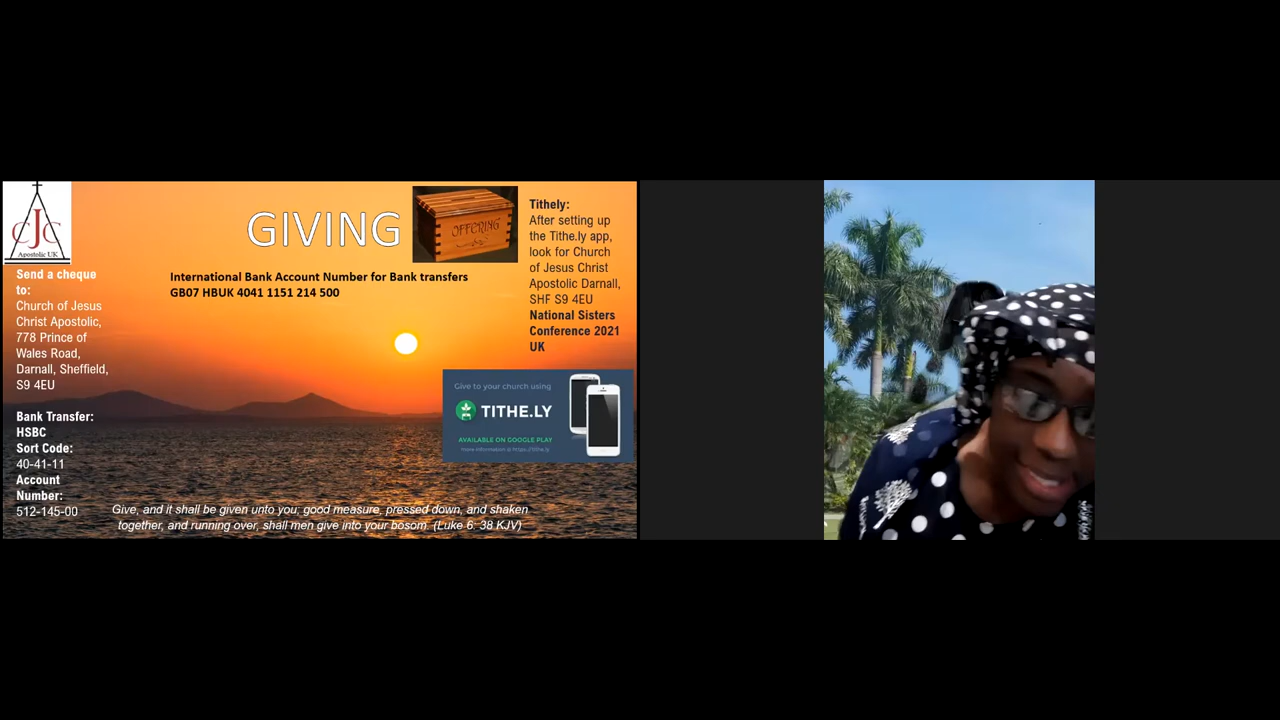 CJC
Apostolic UK
Send a cheque
to:
Church of Jesus
Christ Apostolic,
778 Prince of
Wales Road,
Darnall, Sheffield,
S9 4EU
Bank Transfer:
HSBC
Sort Code:
40-41-11
Account
Number:
512-145-00
GIVING
OFFERING
International Bank Account Number for Bank transfers
GB07 HBUK 4041 1151 214 500
Tithely:
After setting up
the Tithe.ly app,
look for Church
of Jesus Christ
Apostolic Darnall,
SHF S9 4EU
National Sisters
Conference 2021
UK
Give to your church using
TITHE.LY
AVAILABLE ON GOOGLE PLAY
more information @ https://tithe.ly
Give, and it shall be given unto you; good measure, pressed down, and shaken
together, and running over, shall men give into your bosom. (Luke 6: 38 KJV)